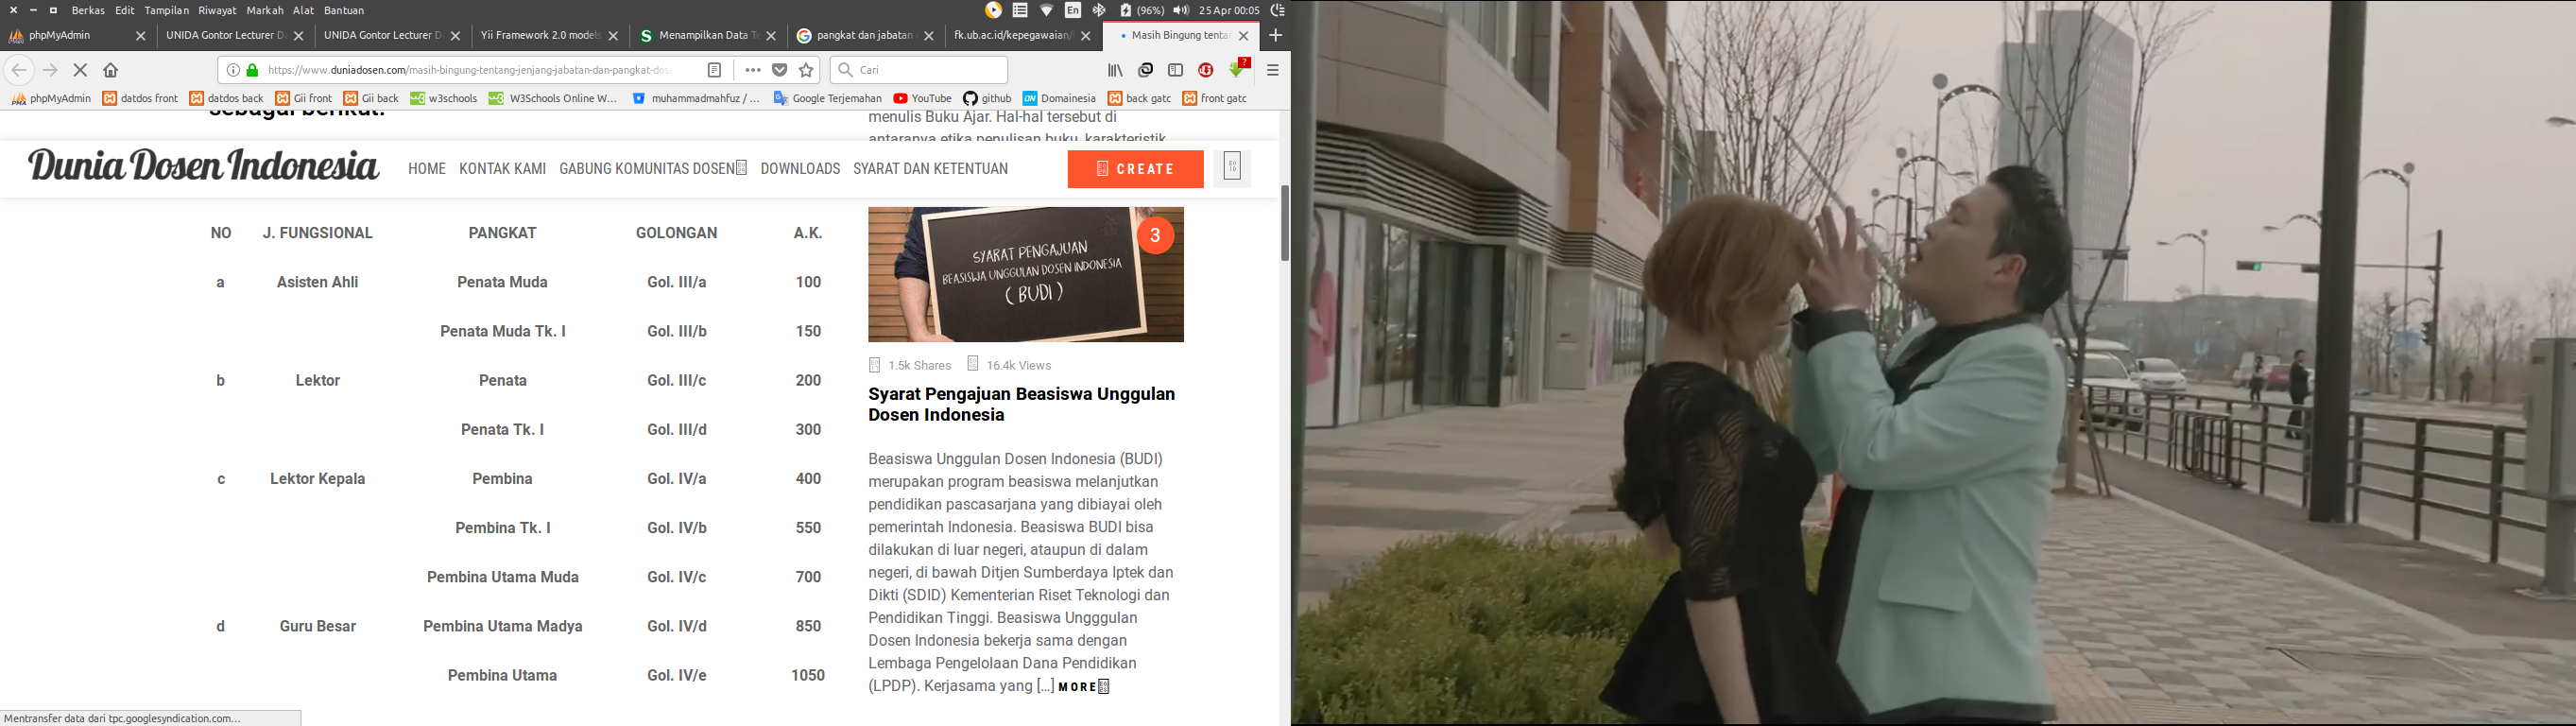 Berkas Edit Tampilan Riwayat Markah Alat Bantuan
En (96%) 25 Apr 00:05
phpMyAdmin
UNIDA Gontor Lecturer D
UNIDA Gontor Lecturer D
Yii Framework 2.0 models
Menampilkan Data T
pangkat dan jabatan
fk.ub.ac.id/kepegawaian/
Masih Bingung tentan
https://www.duniadosen.com/masih-bingung-tentang-jenjang-jabatan-dan-pangkat-dos
Cari
phpMyAdmin datdos front datdos back Gii front Gii back w3schools W3Schools Online W... muhammadmahfuz / ... Google Terjemahan YouTube github Domainesia back gatc front gatc
sebagai berikut:
menulis Buku Ajar. Hal-hal tersebut di
antaranya etika penulisan buku, karakteristik
Dunia Dosen Indonesia
HOME KONTAK KAMI GABUNG KOMUNITAS DOSEN DOWNLOADS SYARAT DAN KETENTUAN
CREATE
NO J. FUNGSIONAL PANGKAT GOLONGAN A.K.
a Asisten Ahli Penata Muda Gol. III/a 100
Penata Muda Tk. I Gol. III/b 150
b Lektor Penata Gol. III/c 200
Penata Tk. I Gol. III/d 300
c Lektor Kepala Pembina Gol. IV/a 400
Pembina Tk. I Gol. IV/b 550
Pembina Utama Muda Gol. IV/c 700
d Guru Besar Pembina Utama Madya Gol. IV/d 850
Pembina Utama Gol. IV/e 1050
SYARAT PENGAJUAN
BEASISWA UNGGULAN DOSEN INDONESIA
( BUDI )
3
1.5k Shares 16.4k Views
Syarat Pengajuan Beasiswa Unggulan
Dosen Indonesia
Beasiswa Unggulan Dosen Indonesia (BUDI)
merupakan program beasiswa melanjutkan
pendidikan pascasarjana yang dibiayai oleh
pemerintah Indonesia. Beasiswa BUDI bisa
dilakukan di luar negeri, ataupun di dalam
negeri, di bawah Ditjen Sumberdaya Iptek dan
Dikti (SDID) Kementerian Riset Teknologi dan
Pendidikan Tinggi. Beasiswa Ungggulan
Dosen Indonesia bekerja sama dengan
Lembaga Pengelolaan Dana Pendidikan
(LPDP). Kerjasama yang [...] MORE
Mentransfer data dari tpc.googlesyndication.com...